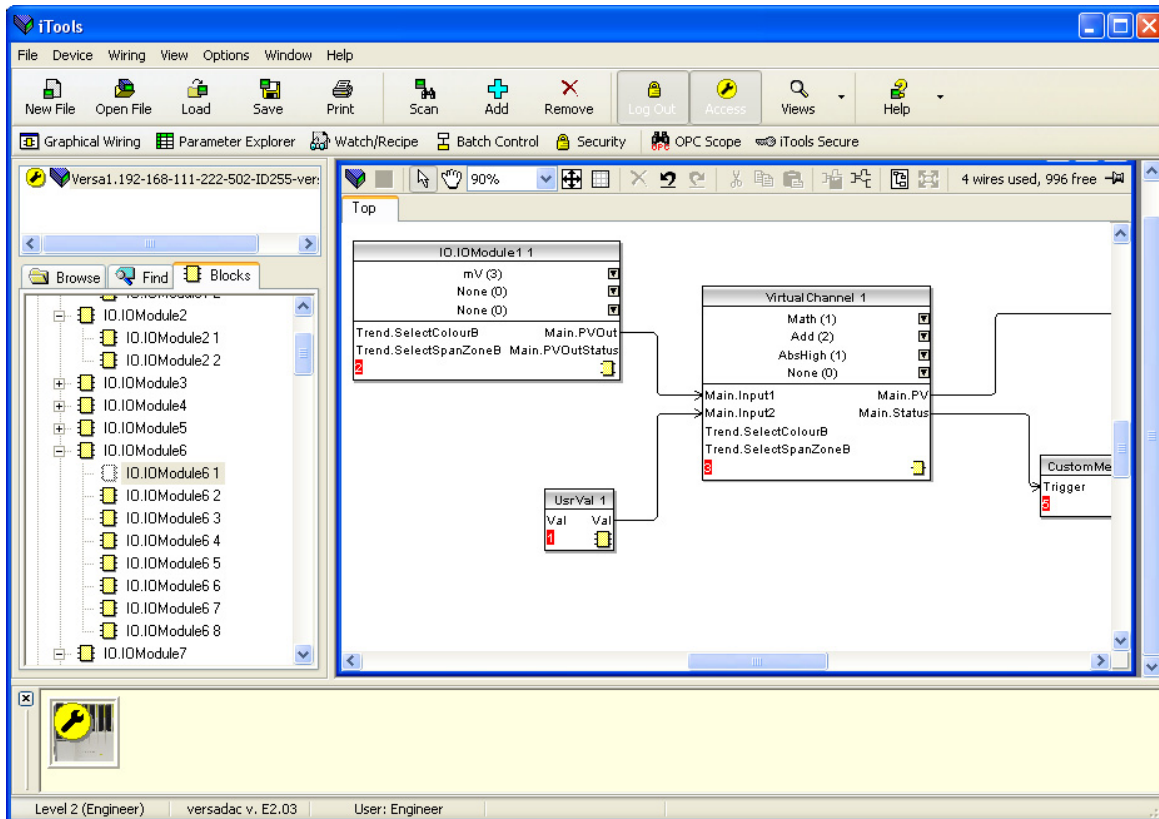 iTools
File Device Wiring View Options Window Help
New File Open File Load Save Print Scan Add Remove Log Out Access Views Help
Graphical Wiring Parameter Explorer Watch/Recipe Batch Control Security OPC Scope iTools Secure
Versa1.192-168-111-222-502-ID255-ver
90%
4 wires used, 996 free
Top
Browse Find Blocks
IO.IOModule1 2
IO.IOModule2
IO.IOModule2 1
IO.IOModule2 2
IO.IOModule3
IO.IOModule4
IO.IOModule5
IO.IOModule6
IO.IOModule6 1
IO.IOModule6 2
IO.IOModule6 3
IO.IOModule6 4
IO.IOModule6 5
IO.IOModule6 6
IO.IOModule6 7
IO.IOModule6 8
IO.IOModule7
IO.IOModule1 1
mV (3)
None (0)
None (0)
Trend.SelectColourB Main.PVOut
Trend.SelectSpanZoneB Main.PVOutStatus
2
UsrVal 1
Val Val
1
VirtualChannel 1
Math (1)
Add (2)
AbsHigh (1)
None (0)
Main.Input1 Main.PV
Main.Input2 Main.Status
Trend.SelectColourB
Trend.SelectSpanZoneB
3
CustomMe
Trigger
5
Level 2 (Engineer) versadac v. E2.03 User: Engineer